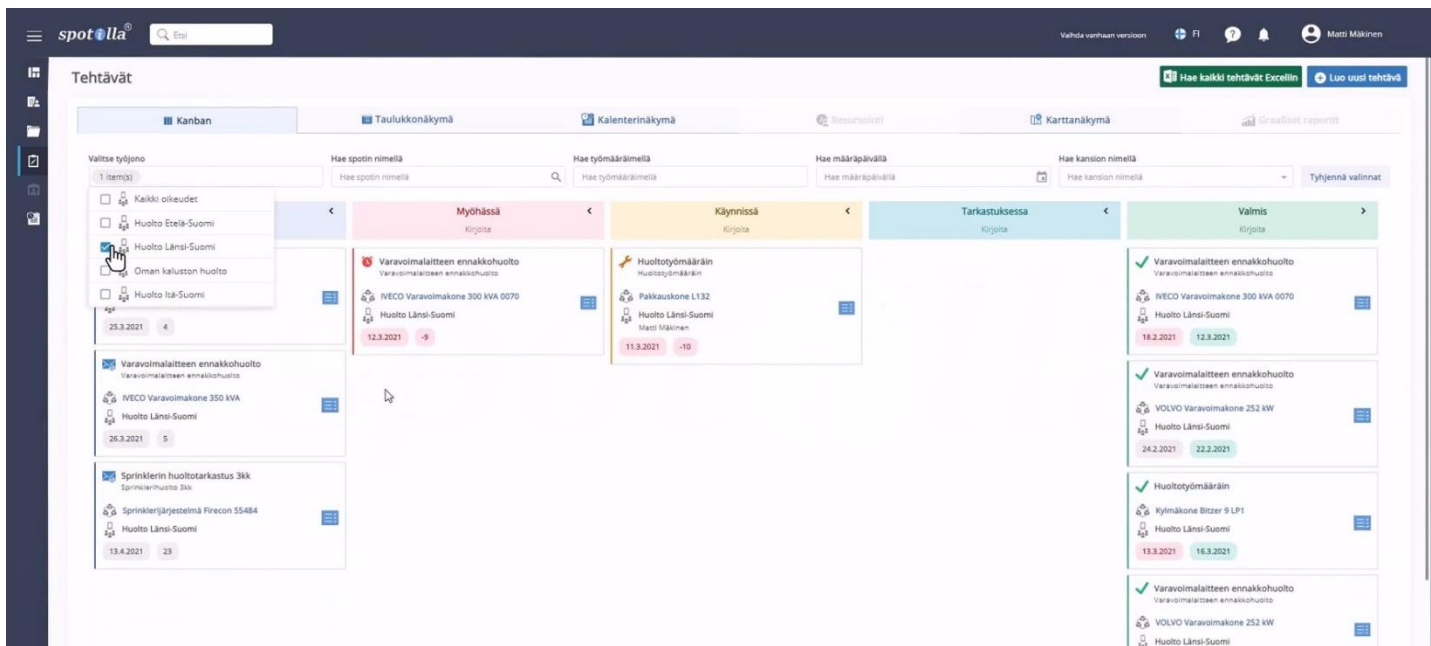 spotilla®
Etsi
Vaihda vanhaan versioon
FI
Matti Mäkinen
Tehtävät
Hae kaikki tehtävät Exceliin
Luo uusi tehtävä
Kanban
Taulukkonäkymä
Kalenterinäkymä
Resursointi
Karttanäkymä
Graafiset raportit
Valitse työjono
Hae spotin nimellä
Hae työmääräimellä
Hae määräpäivällä
Hae kansion nimellä
1 item(s)
Hae spotin nimellä
Hae työmääräimellä
Hae määräpäivällä
Hae kansion nimellä
Tyhjennä valinnat
Kaikki oikeudet
Huolto Etelä-Suomi
Huolto Länsi-Suomi
Oman kaluston huolto
Huolto Itä-Suomi
25.3.2021 4
Varavoimalaitteen ennakkohuolto
Varavoimalaitteen ennakkohuolto
IVECO Varavoimakone 350 kVA
Huolto Länsi-Suomi
26.3.2021 5
Sprinklerin huoltotarkastus 3kk
Sprinklerihuolto 3kk
Sprinklerijärjestelmä Firecon 55484
Huolto Länsi-Suomi
13.4.2021 23
Myöhässä
Kirjoita
Varavoimalaitteen ennakkohuolto
Varavoimalaitteen ennakkohuolto
IVECO Varavoimakone 300 kVA 0070
Huolto Länsi-Suomi
12.3.2021 -9
Käynnissä
Kirjoita
Huoltotyömääräin
Huoltotyömääräin
Pakkauskone L132
Huolto Länsi-Suomi
Matti Mäkinen
11.3.2021 -10
Tarkastuksessa
Kirjoita
Valmis
Kirjoita
Varavoimalaitteen ennakkohuolto
Varavoimalaitteen ennakkohuolto
IVECO Varavoimakone 300 kVA 0070
Huolto Länsi-Suomi
18.2.2021 12.3.2021
Varavoimalaitteen ennakkohuolto
Varavoimalaitteen ennakkohuolto
VOLVO Varavoimakone 252 kW
Huolto Länsi-Suomi
24.2.2021 22.2.2021
Huoltotyömääräin
Kylmäkone Bitzer 9 LP1
Huolto Länsi-Suomi
13.3.2021 16.3.2021
Varavoimalaitteen ennakkohuolto
Varavoimalaitteen ennakkohuolto
VOLVO Varavoimakone 252 kW
Huolto Länsi-Suomi